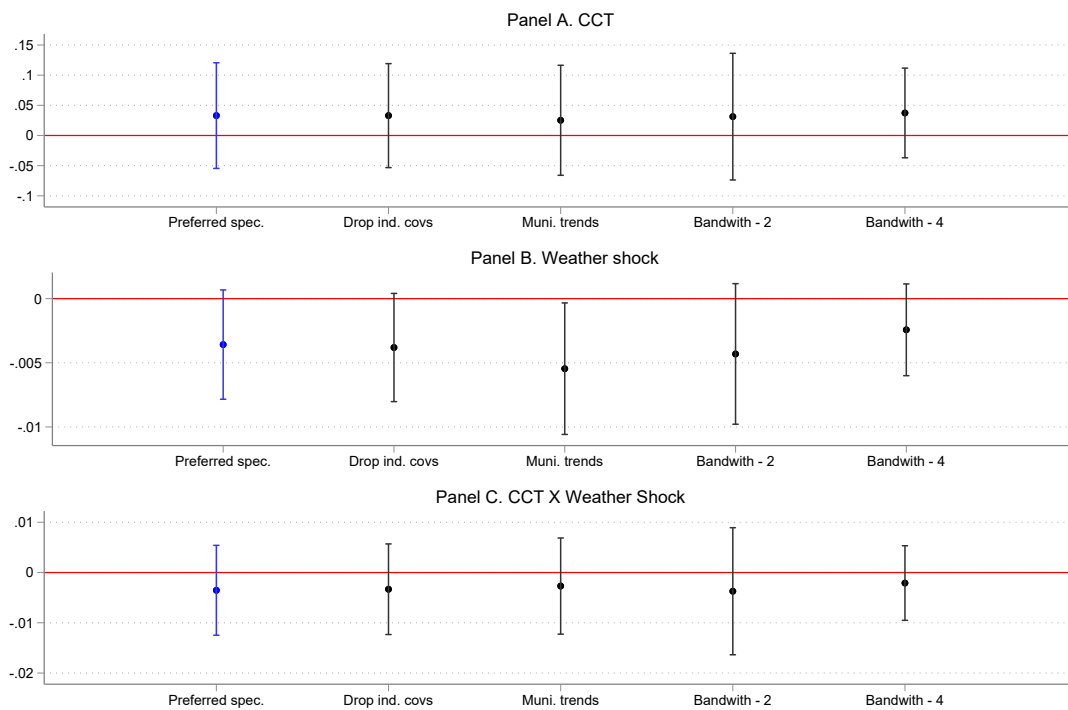 Panel A. CCT
.15
.1
.05
0
-.05
-.1
Preferred spec. Drop ind. covs Muni. trends Bandwith - 2 Bandwith - 4
Panel B. Weather shock
0
-.005
-.01
Preferred spec. Drop ind. covs Muni. trends Bandwith - 2 Bandwith - 4
Panel C. CCT X Weather Shock
.01
0
-.01
-.02
Preferred spec. Drop ind. covs Muni. trends Bandwith - 2 Bandwith - 4